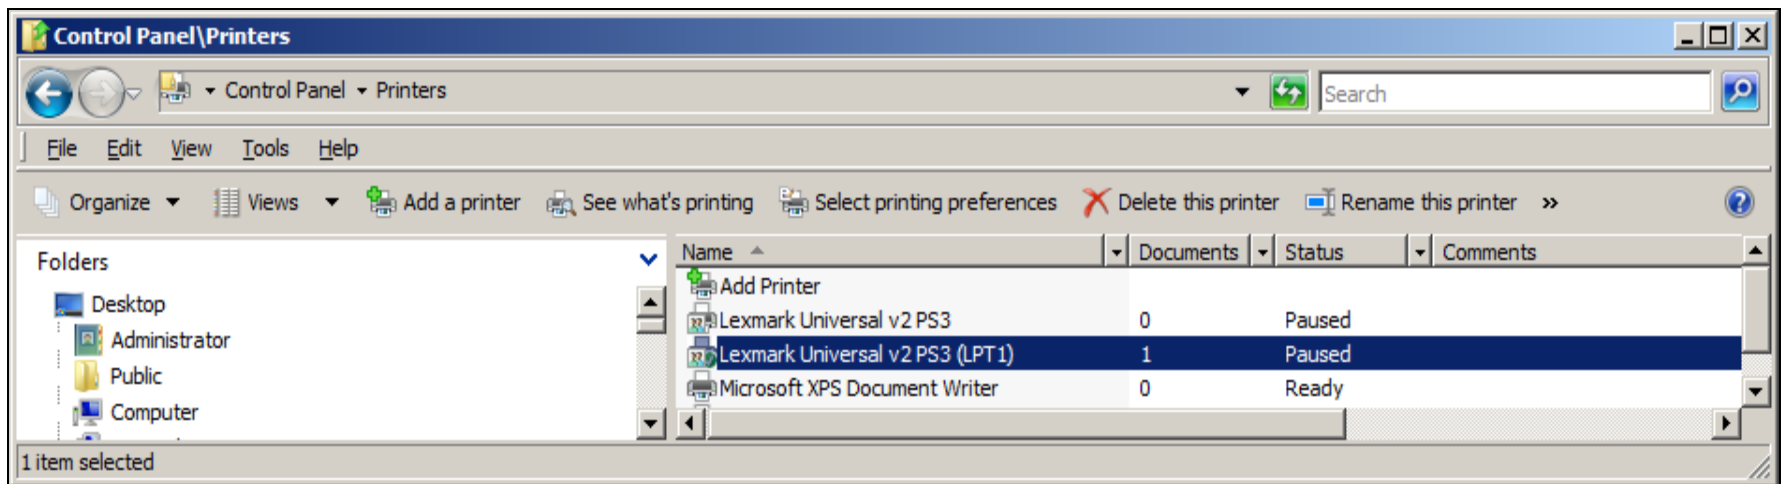 Control Panel\Printers
Control Panel Printers Search
File Edit View Tools Help
Organize Views Add a printer See what's printing Select printing preferences Delete this printer Rename this printer »
Folders
Desktop
Administrator
Public
Computer
Name Documents Status Comments
Add Printer
Lexmark Universal v2 PS3 0 Paused
Lexmark Universal v2 PS3 (LPT1) 1 Paused
Microsoft XPS Document Writer 0 Ready
1 item selected